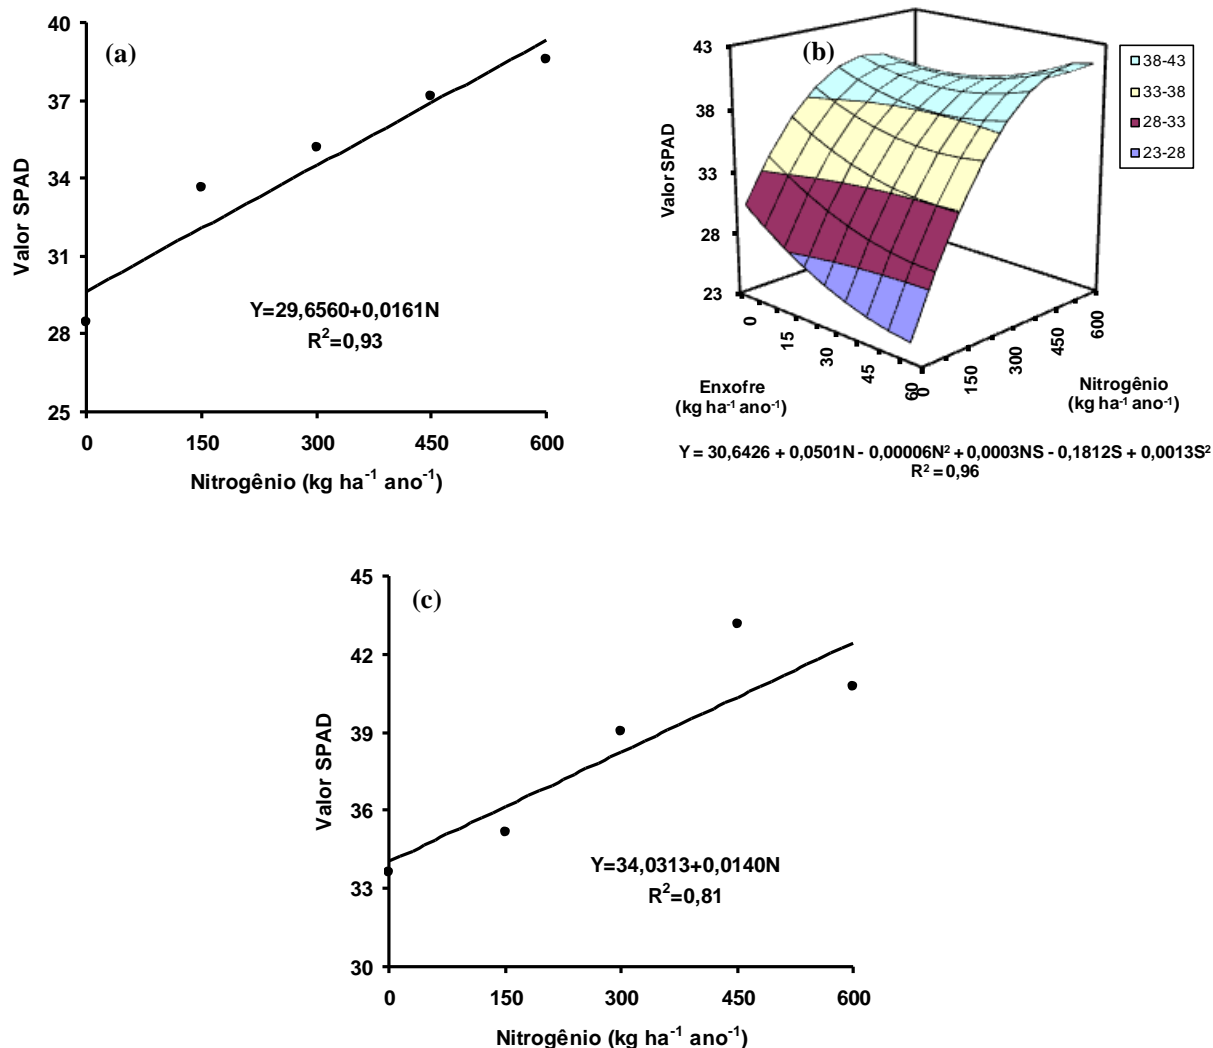 (a)
40
37
34
31
28
25
Valor SPAD
Y=29,6560+0,0161N
R²=0,93
0 150 300 450 600
Nitrogênio (kg ha⁻¹ ano⁻¹)
(b)
43
38
33
28
23
Valor SPAD
38-43
33-38
28-33
23-28
0 15 30 45 60
0 150 300 450 600
Enxofre
(kg ha⁻¹ ano⁻¹)
Nitrogênio
(kg ha⁻¹ ano⁻¹)
Y = 30,6426 + 0,0501N - 0,00006N² + 0,0003NS - 0,1812S + 0,0013S²
R² = 0,96
(c)
45
42
39
36
33
30
Valor SPAD
Y=34,0313+0,0140N
R²=0,81
0 150 300 450 600
Nitrogênio (kg ha⁻¹ ano⁻¹)